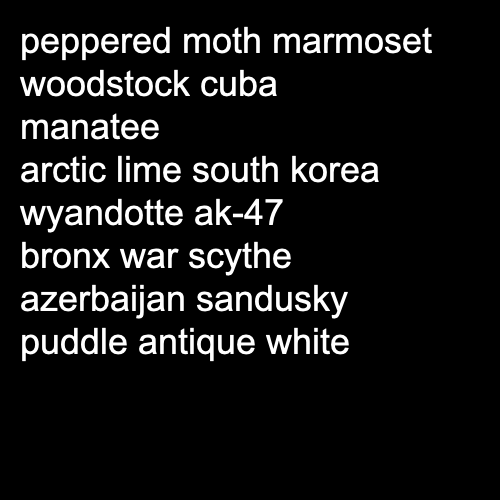 peppered moth marmoset
woodstock cuba
manatee
arctic lime south korea
wyandotte ak-47
bronx war scythe
azerbaijan sandusky
puddle antique white